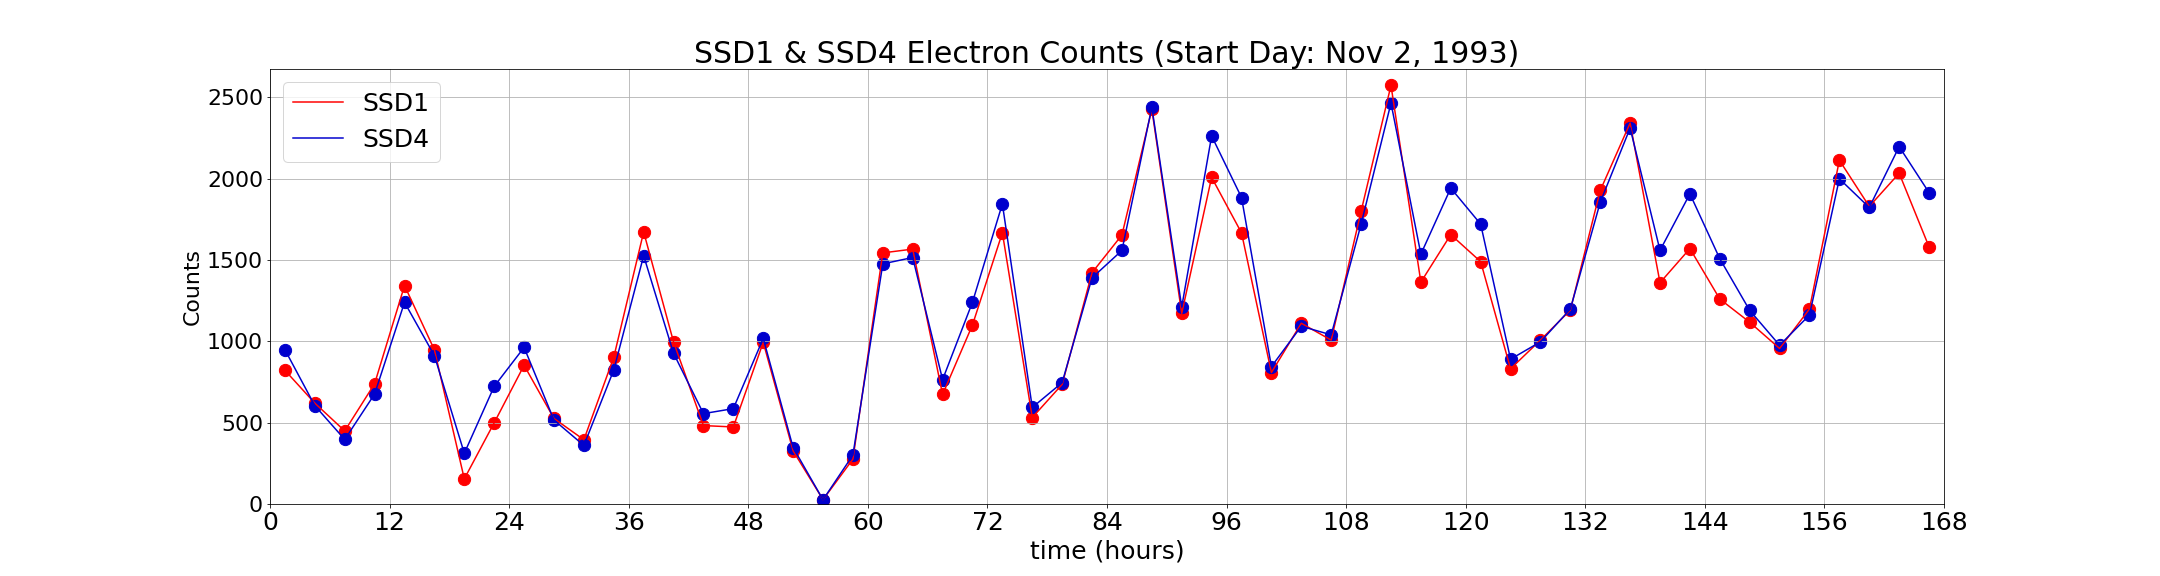 SSD1 & SSD4 Electron Counts (Start Day: Nov 2, 1993)
SSD1
SSD4
Counts
2500
2000
1500
1000
500
0
0 12 24 36 48 60 72 84 96 108 120 132 144 156 168
time (hours)